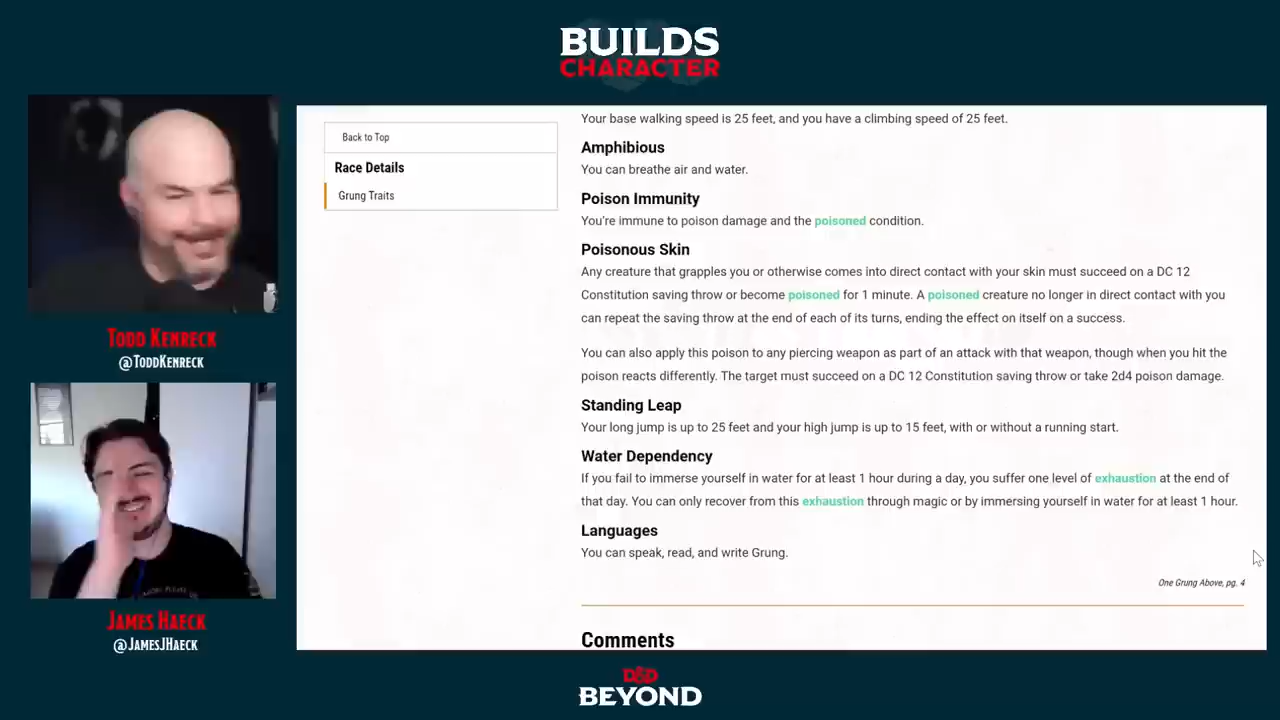 BUILDS
CHARACTER
TODD KENRECK
@TODDKENRECK
JAMES HAECK
@JAMESJHAECK
Back to Top
Race Details
Grung Traits
Your base walking speed is 25 feet, and you have a climbing speed of 25 feet.
Amphibious
You can breathe air and water.
Poison Immunity
You're immune to poison damage and the poisoned condition.
Poisonous Skin
Any creature that grapples you or otherwise comes into direct contact with your skin must succeed on a DC 12
Constitution saving throw or become poisoned for 1 minute. A poisoned creature no longer in direct contact with you
can repeat the saving throw at the end of each of its turns, ending the effect on itself on a success.
You can also apply this poison to any piercing weapon as part of an attack with that weapon, though when you hit the
poison reacts differently. The target must succeed on a DC 12 Constitution saving throw or take 2d4 poison damage.
Standing Leap
Your long jump is up to 25 feet and your high jump is up to 15 feet, with or without a running start.
Water Dependency
If you fail to immerse yourself in water for at least 1 hour during a day, you suffer one level of exhaustion at the end of
that day. You can only recover from this exhaustion through magic or by immersing yourself in water for at least 1 hour.
Languages
You can speak, read, and write Grung.
One Grung Above, pg. 4
Comments
D&D
BEYOND